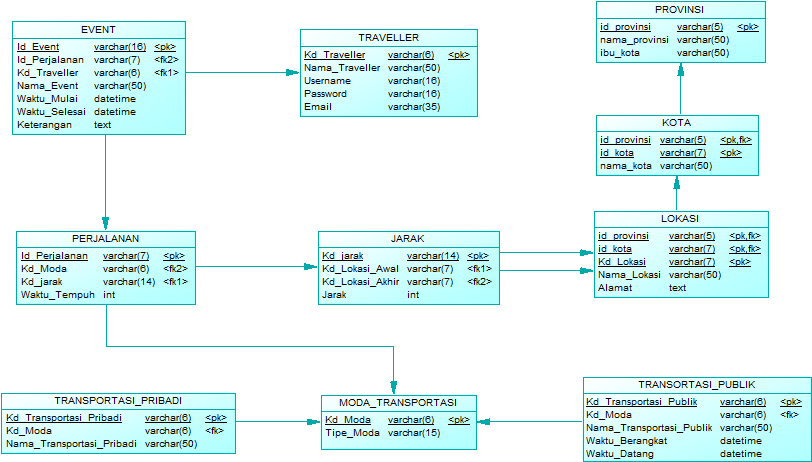 EVENT
Id_Event varchar(16) <pk>
Id_Perjalanan varchar(7) <fk2>
Kd_Traveller varchar(6) <fk1>
Nama_Event varchar(50)
Waktu_Mulai datetime
Waktu_Selesai datetime
Keterangan text
TRAVELLER
Kd_Traveller varchar(6) <pk>
Nama_Traveller varchar(50)
Username varchar(16)
Password varchar(16)
Email varchar(35)
PROVINSI
id_provinsi varchar(5) <pk>
nama_provinsi varchar(50)
ibu_kota varchar(50)
KOTA
id_provinsi varchar(5) <pk,fk>
id_kota varchar(7) <pk>
nama_kota varchar(50)
PERJALANAN
Id_Perjalanan varchar(7) <pk>
Kd_Moda varchar(6) <fk2>
Kd_jarak varchar(14) <fk1>
Waktu_Tempuh int
JARAK
Kd_jarak varchar(14) <pk>
Kd_Lokasi_Awal varchar(7) <fk1>
Kd_Lokasi_Akhir varchar(7) <fk2>
Jarak int
LOKASI
id_provinsi varchar(5) <pk,fk>
id_kota varchar(7) <pk,fk>
Kd_Lokasi varchar(7) <pk>
Nama_Lokasi varchar(50)
Alamat text
TRANSPORTASI_PRIBADI
Kd_Transportasi_Pribadi varchar(6) <pk>
Kd_Moda varchar(6) <fk>
Nama_Transportasi_Pribadi varchar(50)
MODA_TRANSPORTASI
Kd_Moda varchar(6) <pk>
Tipe_Moda varchar(15)
TRANSORTASI_PUBLIK
Kd_Transportasi_Publik varchar(6) <pk>
Kd_Moda varchar(6) <fk>
Nama_Transportasi_Publik varchar(50)
Waktu_Berangkat datetime
Waktu_Datang datetime